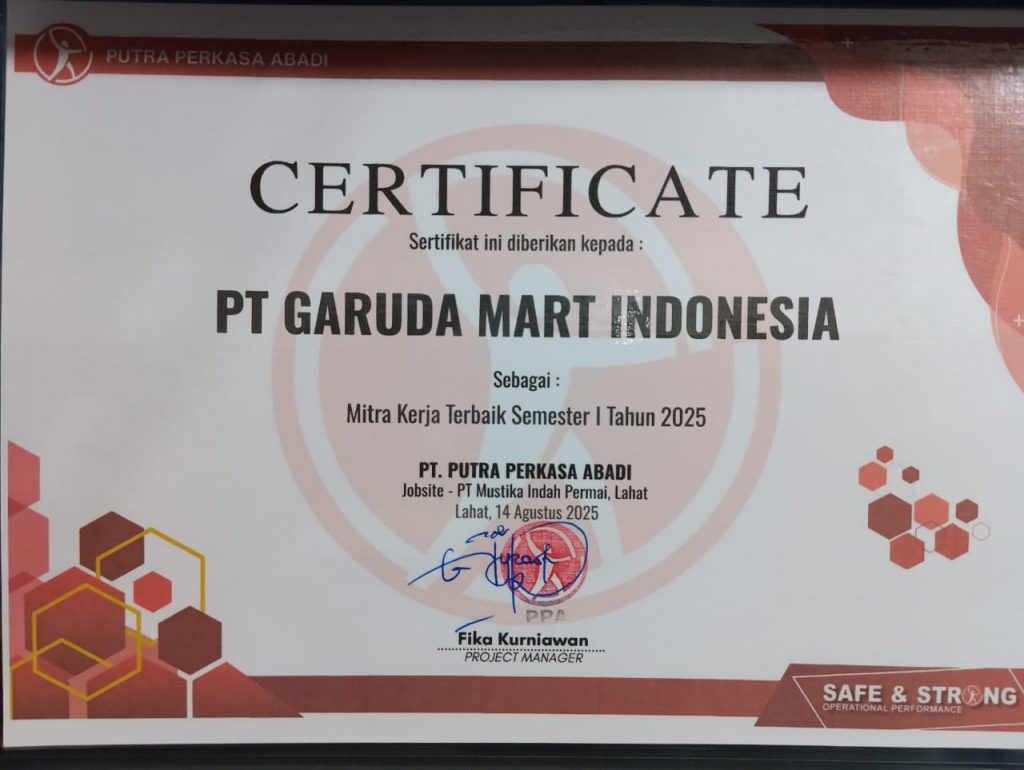 PUTRA PERKASA ABADI
CERTIFICATE
Sertifikat ini diberikan kepada :
PT GARUDA MART INDONESIA
Sebagai :
Mitra Kerja Terbaik Semester I Tahun 2025
PT. PUTRA PERKASA ABADI
Jobsite - PT Mustika Indah Permai, Lahat
Lahat, 14 Agustus 2025
PPA
Fika Kurniawan
PROJECT MANAGER
SAFE & STRONG
OPERATIONAL PERFORMANCE